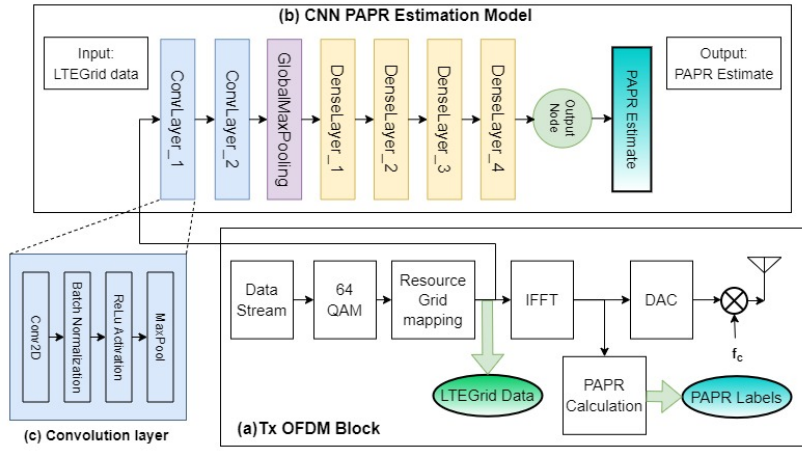 (b) CNN PAPR Estimation Model
Input:
LTEGrid data
ConvLayer_1
ConvLayer_2
GlobalMaxPooling
DenseLayer_1
DenseLayer_2
DenseLayer_3
DenseLayer_4
Output
Node
PAPR Estimate
Output:
PAPR Estimate
Conv2D
Batch Normalization
ReLu Activation
MaxPool
(c) Convolution layer
Data
Stream
64
QAM
Resource
Grid
mapping
IFFT
DAC
fc
LTEGrid Data
PAPR
Calculation
PAPR Labels
(a)Tx OFDM Block